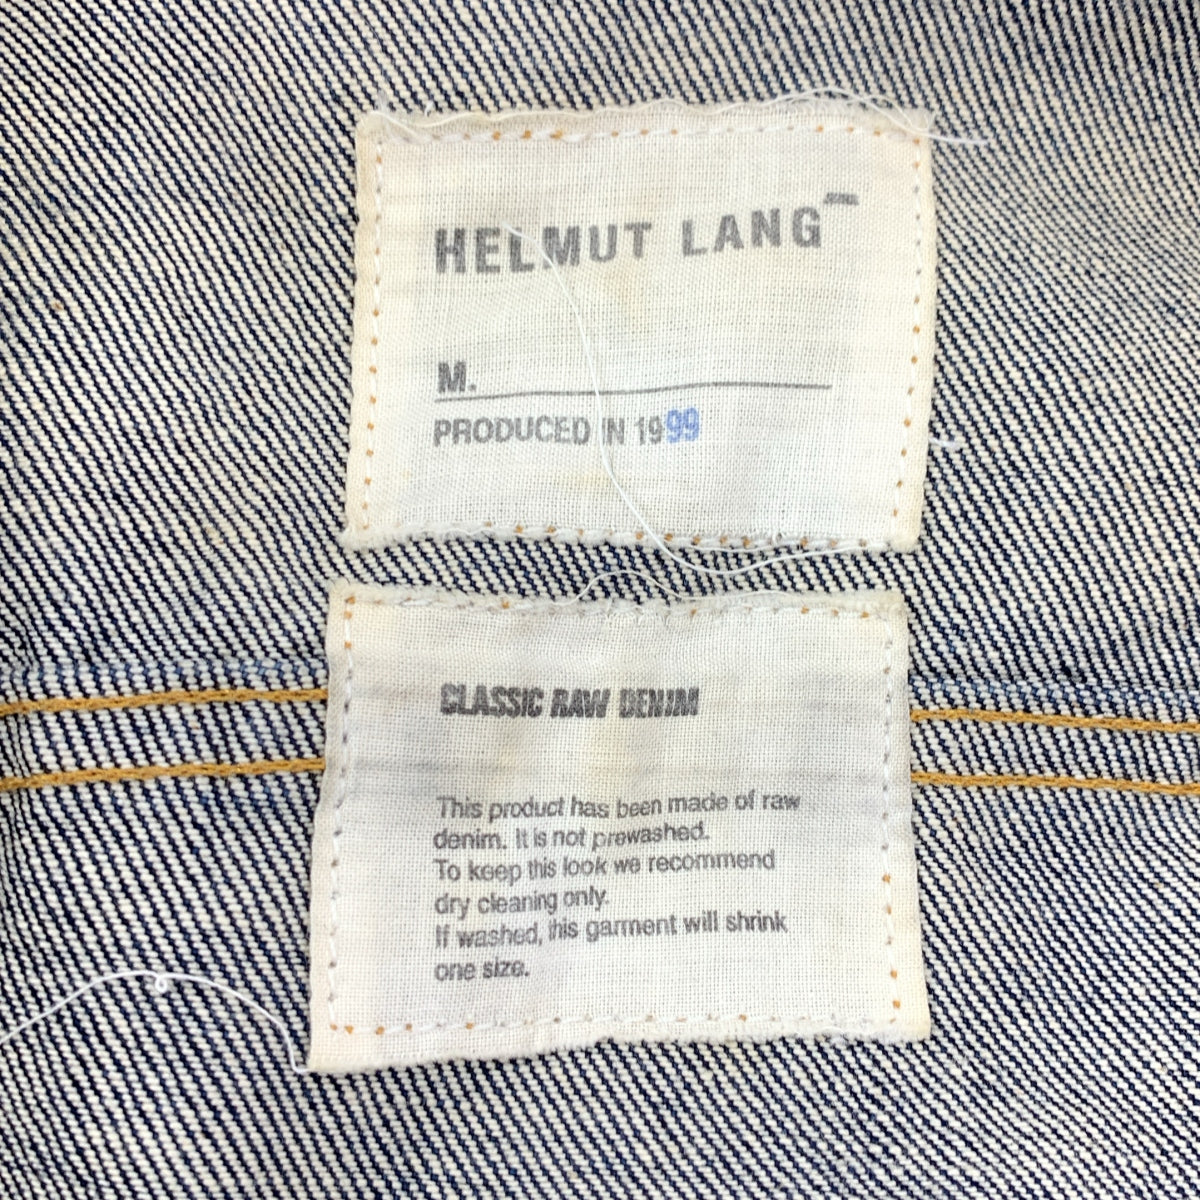 HELMUT LANG
M.
PRODUCED IN 1999
CLASSIC RAW DENIM
This product has been made of raw
denim. It is not prewashed.
To keep this look we recommend
dry cleaning only.
If washed, this garment will shrink
one size.